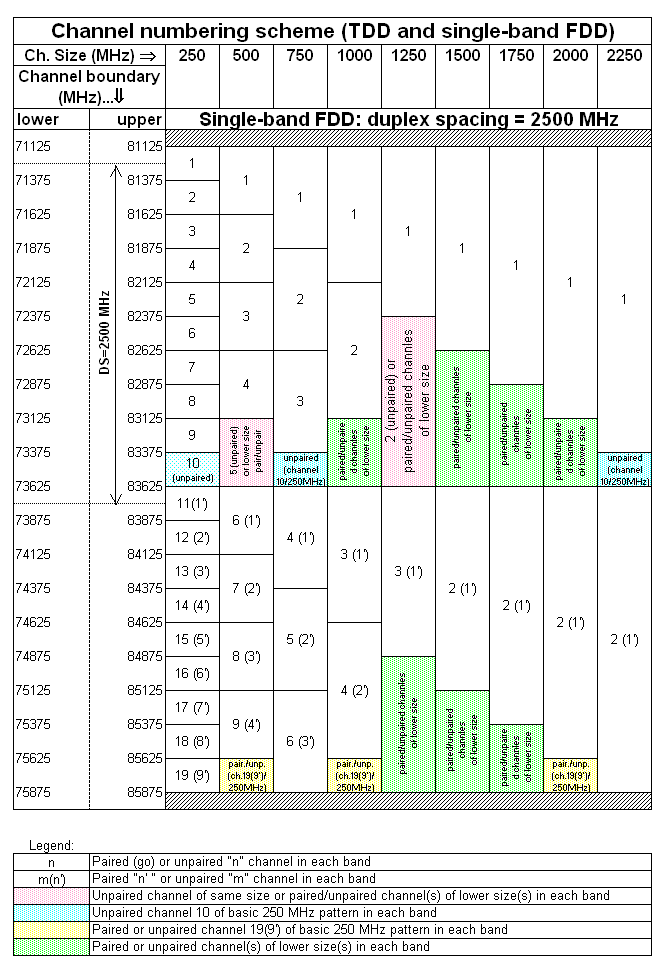 Channel numbering scheme (TDD and single-band FDD)
Ch. Size (MHz) ⇒ 250 500 750 1000 1250 1500 1750 2000 2250
Channel boundary
(MHz)...⇓
lower upper Single-band FDD: duplex spacing = 2500 MHz
71125 81125
1
71375 81375 1
2 1
71625 81625 1
3 1
71875 81875 2 1
4 1
72125 82125 1
5 2 1
72375 82375 3
6
72625 82625 2
7
72875 82875 4
8 3
73125 83125
9
73375 83375
10
(unpaired)
73625 83625
DS=2500 MHz
5 (unpaired)
or lower size
pair/unpair
unpaired
(channel
10/250MHz)
paired/unpaire
d channles
of lower size
2 (unpaired) or
paired/unpaired channles
of lower size
paired/unpaired channles
of lower size
paired/unpaired
channles
of lower size
paired/unpaire
d channles
of lower size
unpaired
(channel
10/250MHz)
11(1')
73875 83875 6 (1')
12 (2') 4 (1')
74125 84125 3 (1')
13 (3') 3 (1')
74375 84375 7 (2') 2 (1')
14 (4') 2 (1')
74625 84625 2 (1')
15 (5') 5 (2') 2 (1')
74875 84875 8 (3')
16 (6')
75125 85125 4 (2')
17 (7')
75375 85375 9 (4')
18 (8') 6 (3')
75625 85625
19 (9')
75875 85875
pair./unp.
(ch.19(9')/
250MHz)
pair./unp.
(ch.19(9')/
250MHz)
paired/unpaired channles
of lower size
paired/unpaired
channles
of lower size
paired/unpaire
d channles
of lower size
pair./unp.
(ch.19(9')/
250MHz)
Legend:
n Paired (go) or unpaired "n" channel in each band
m(n') Paired "n' " or unpaired "m" channel in each band
Unpaired channel of same size or paired/unpaired channel(s) of lower size(s) in each band
Unpaired channel 10 of basic 250 MHz pattern in each band
Paired or unpaired channel 19(9') of basic 250 MHz pattern in each band
Paired or unpaired channel(s) of lower size(s) in each band